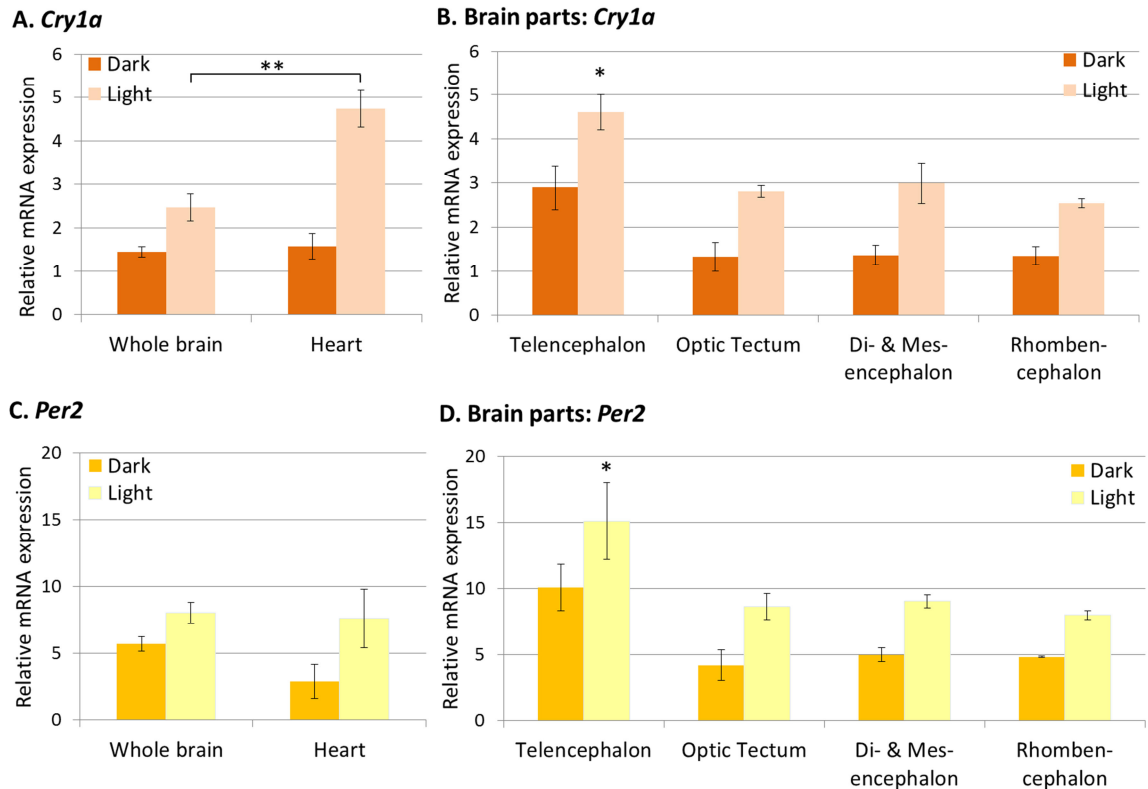 A. Cry1a
Relative mRNA expression
6
5
4
3
2
1
0
Dark
Light
**
Whole brain
Heart
B. Brain parts: Cry1a
Relative mRNA expression
6
5
4
3
2
1
0
*
Dark
Light
Telencephalon
Optic Tectum
Di- & Mes-
encephalon
Rhomben-
cephalon
C. Per2
Relative mRNA expression
20
15
10
5
0
Dark
Light
Whole brain
Heart
D. Brain parts: Per2
Relative mRNA expression
20
15
10
5
0
*
Dark
Light
Telencephalon
Optic Tectum
Di- & Mes-
encephalon
Rhomben-
cephalon